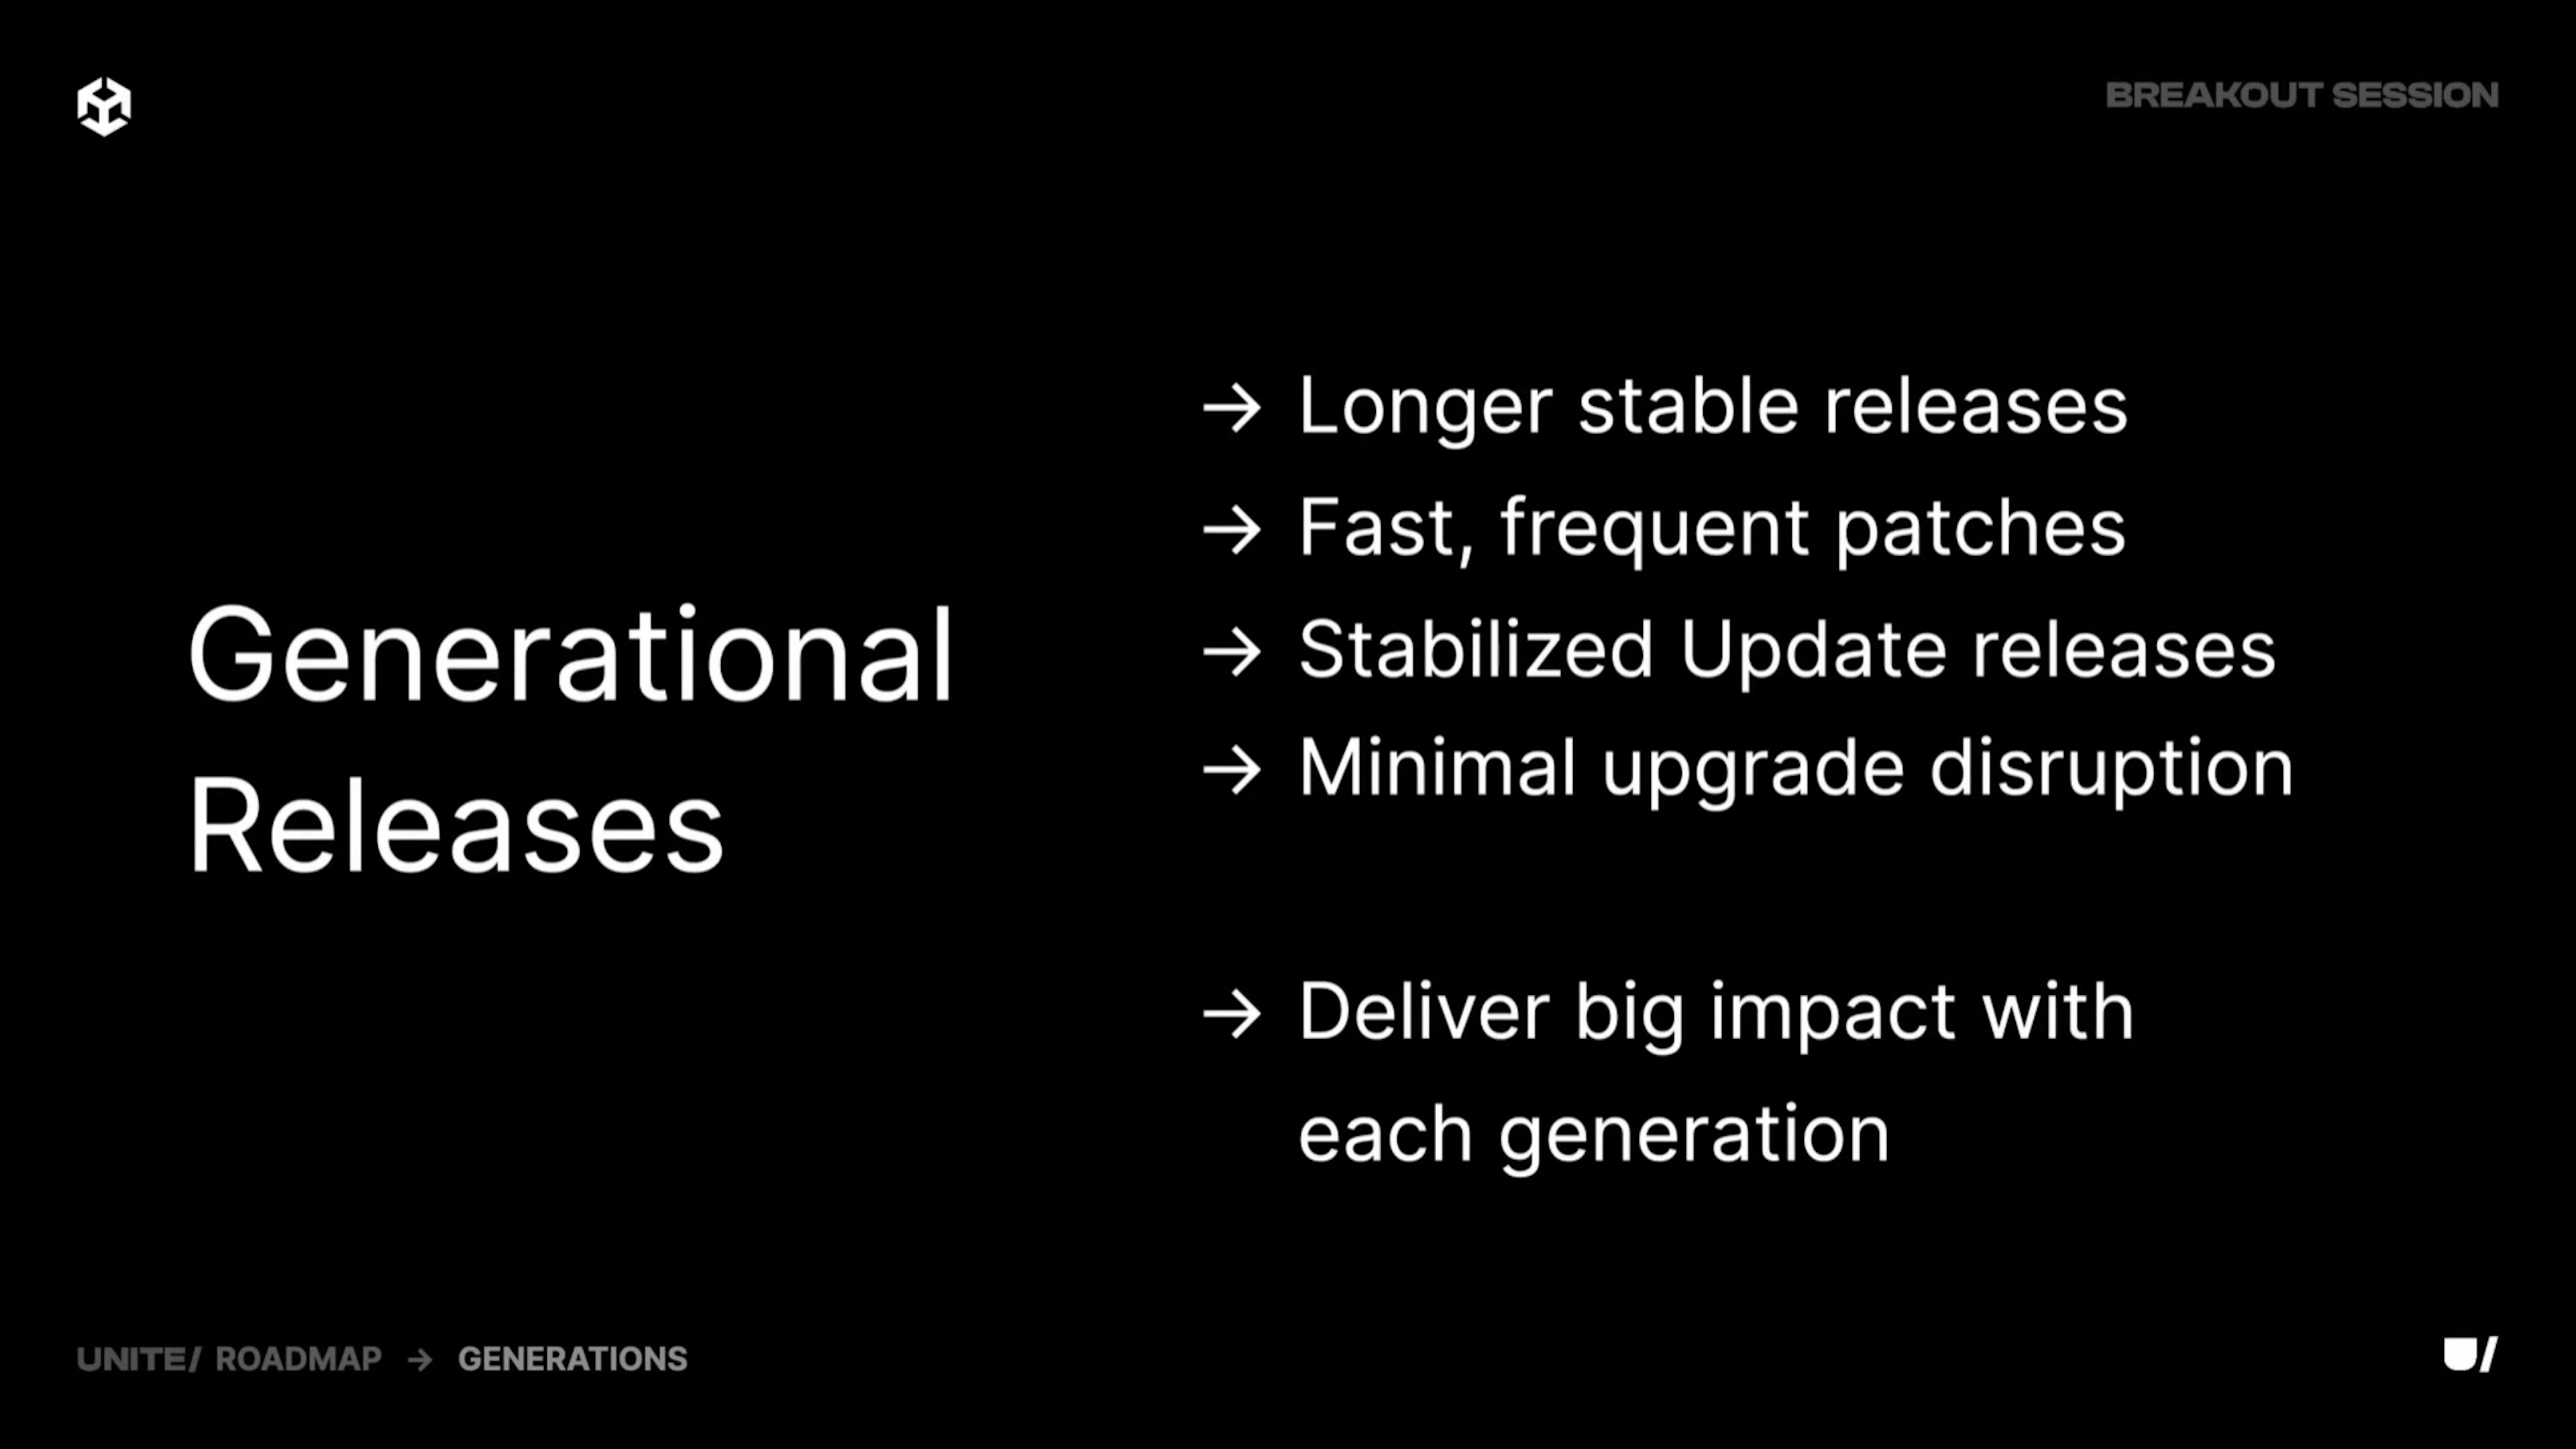 BREAKOUT SESSION
Generational
Releases
→ Longer stable releases
→ Fast, frequent patches
→ Stabilized Update releases
→ Minimal upgrade disruption
→ Deliver big impact with
each generation
UNITE/ ROADMAP → GENERATIONS
U/